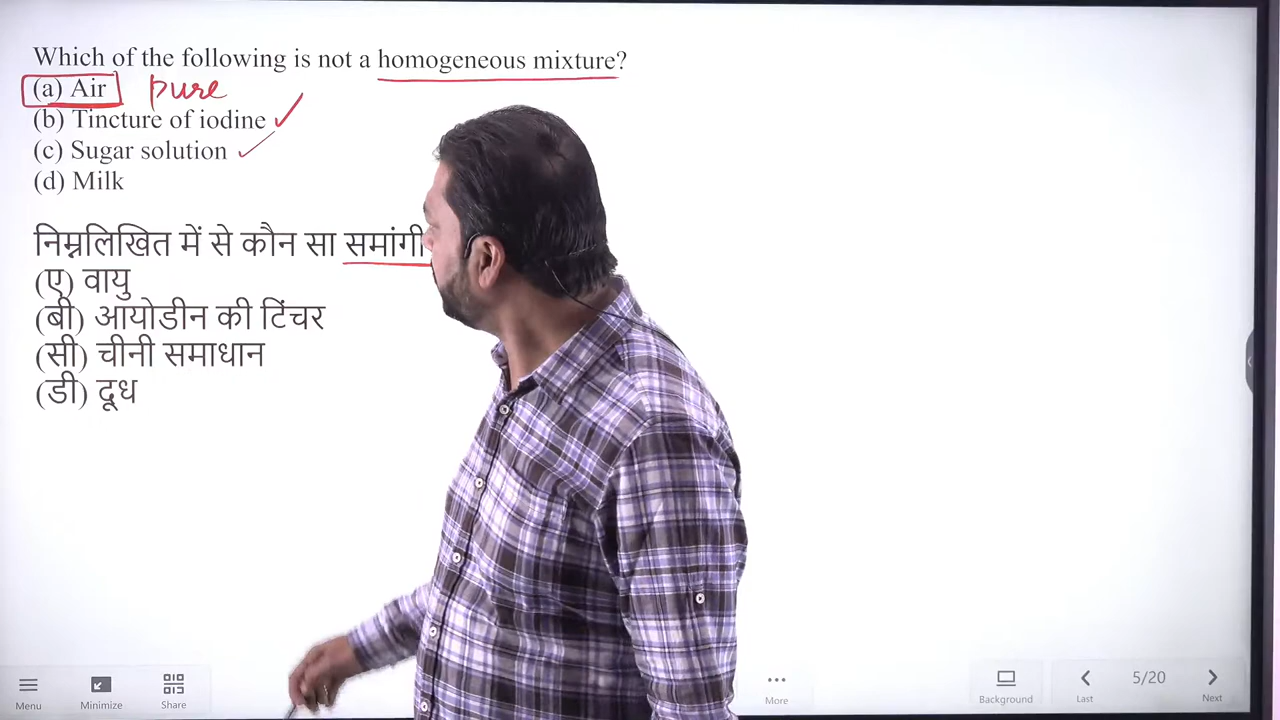 Which of the following is not a homogeneous mixture?
(a) Air pure
(b) Tincture of iodine
(c) Sugar solution
(d) Milk
निम्नलिखित में से कौन सा समांगी
(ए) वायु
(बी) आयोडीन की टिंचर
(सी) चीनी समाधान
(डी) दूध
Menu Minimize Share More Background Last 5/20 Next